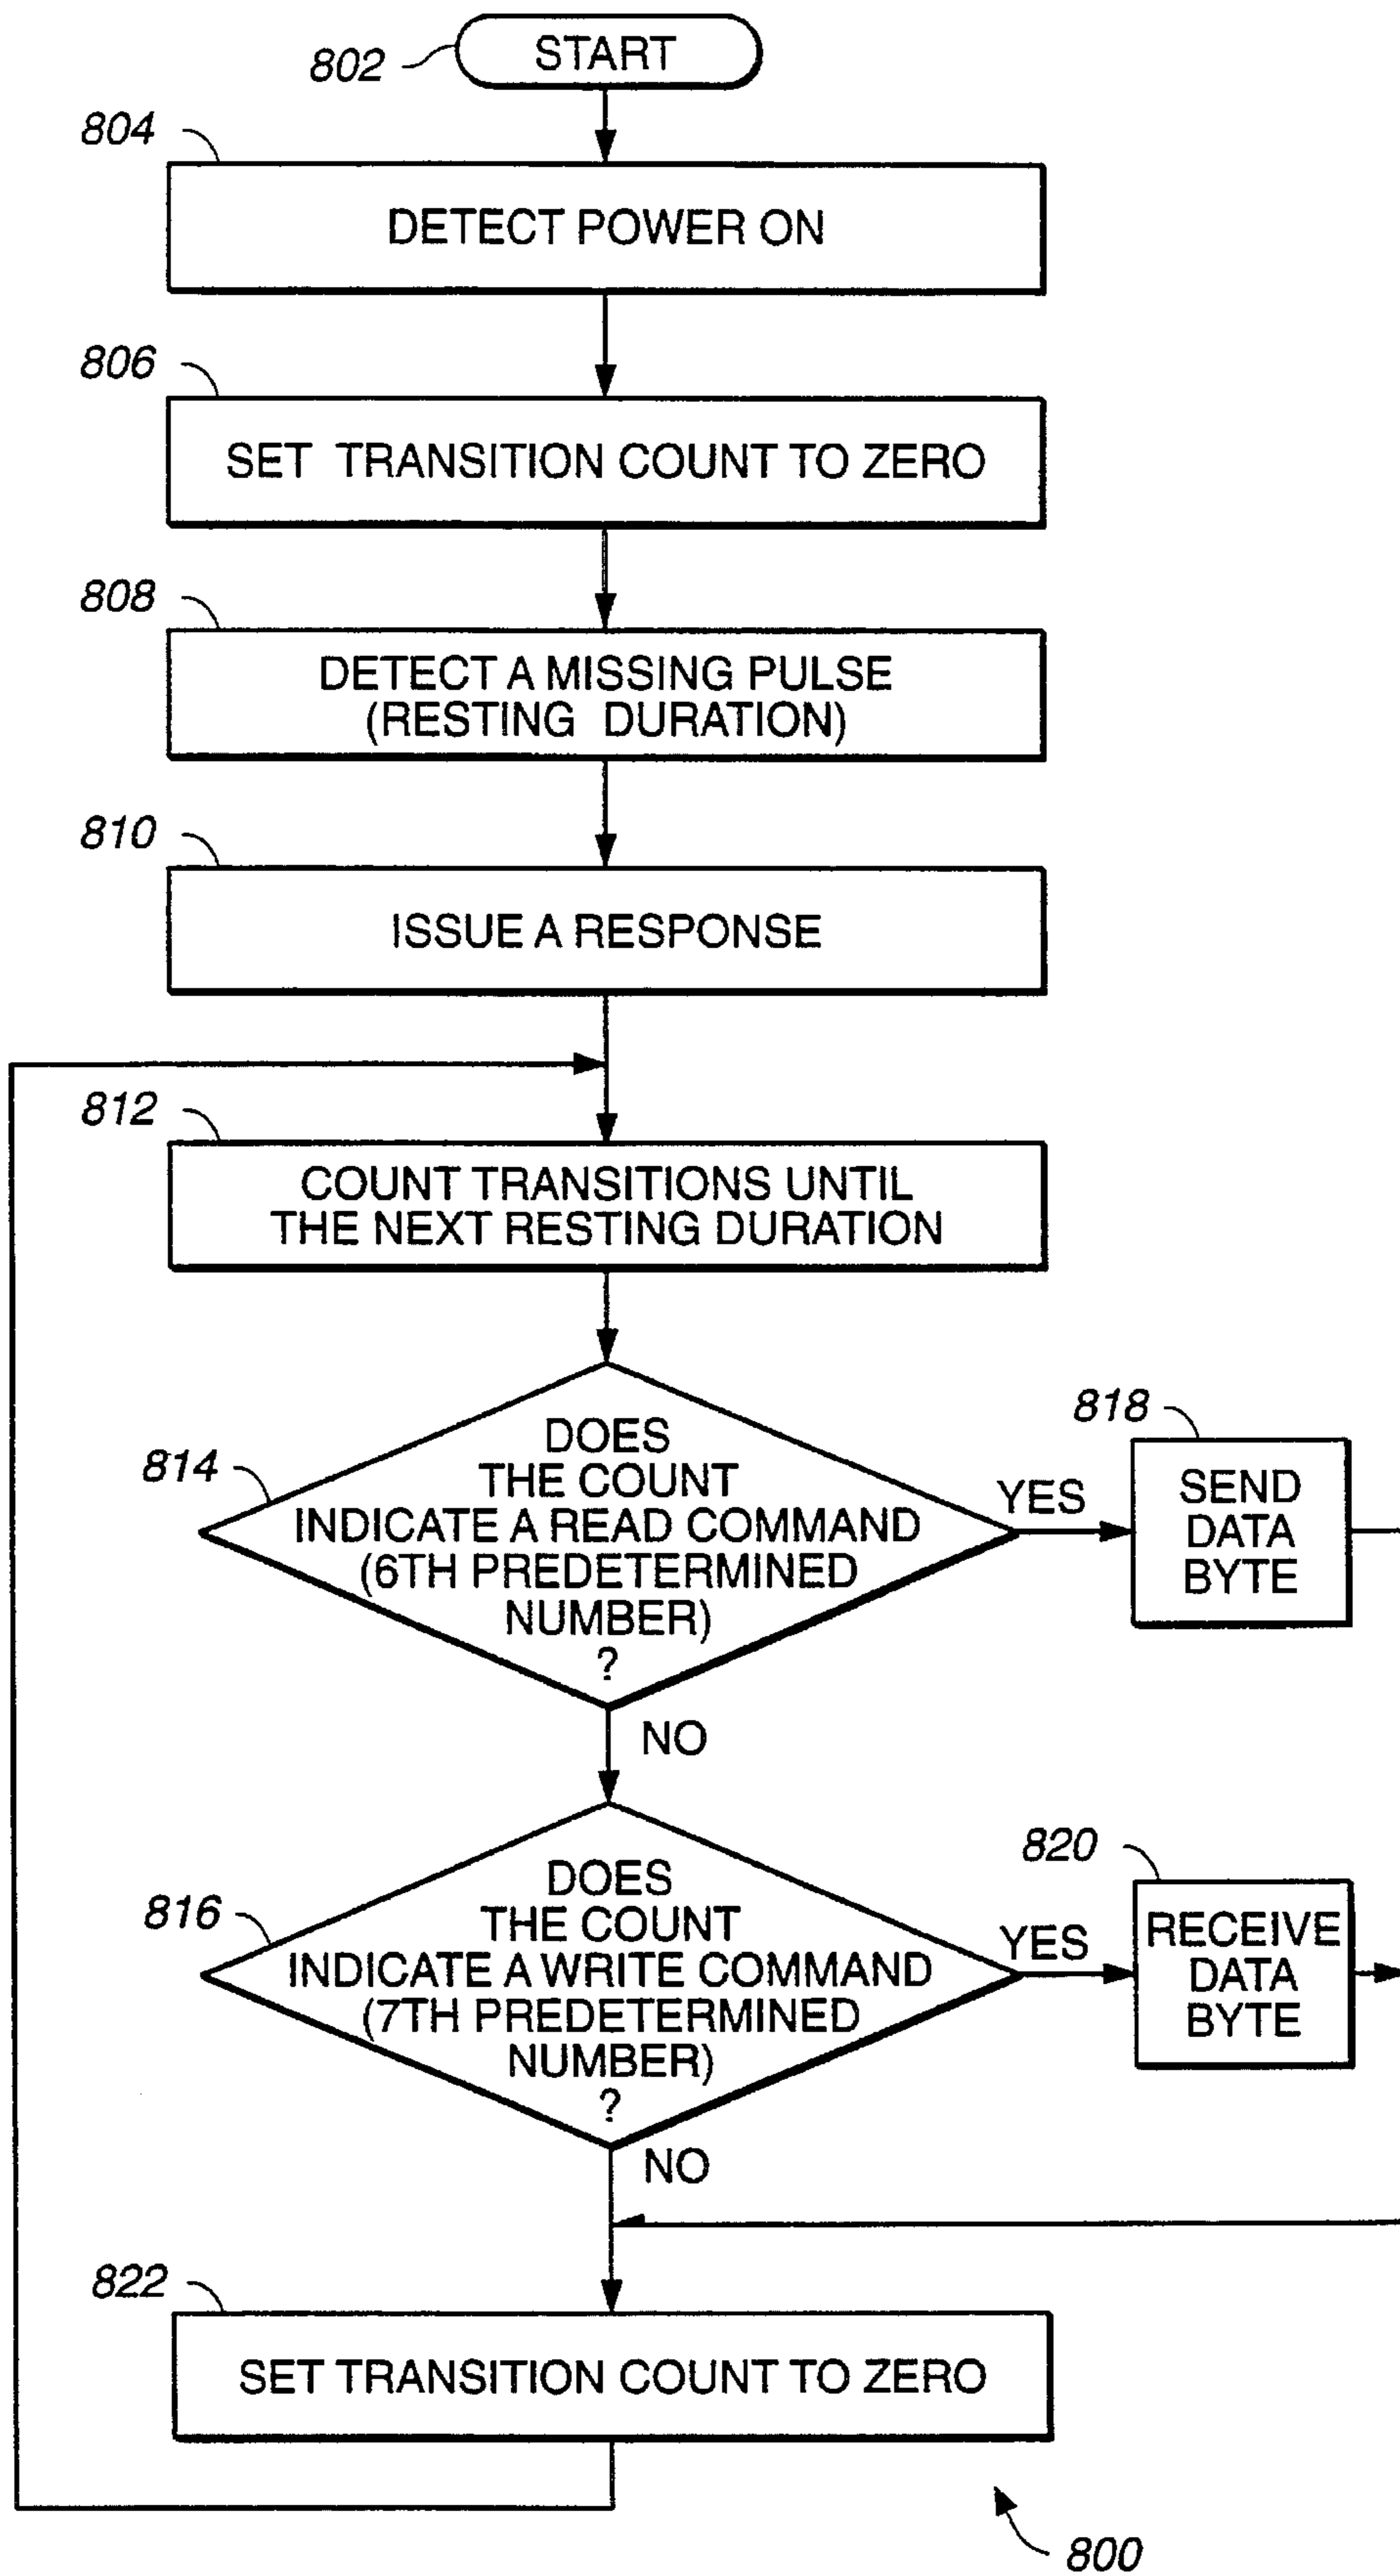 802
START
804
DETECT POWER ON
806
SET TRANSITION COUNT TO ZERO
808
DETECT A MISSING PULSE
(RESTING DURATION)
810
ISSUE A RESPONSE
812
COUNT TRANSITIONS UNTIL
THE NEXT RESTING DURATION
814
DOES
THE COUNT
INDICATE A READ COMMAND
(6TH PREDETERMINED
NUMBER)
?
YES
818
SEND
DATA
BYTE
NO
816
DOES
THE COUNT
INDICATE A WRITE COMMAND
(7TH PREDETERMINED
NUMBER)
?
YES
820
RECEIVE
DATA
BYTE
NO
822
SET TRANSITION COUNT TO ZERO
800